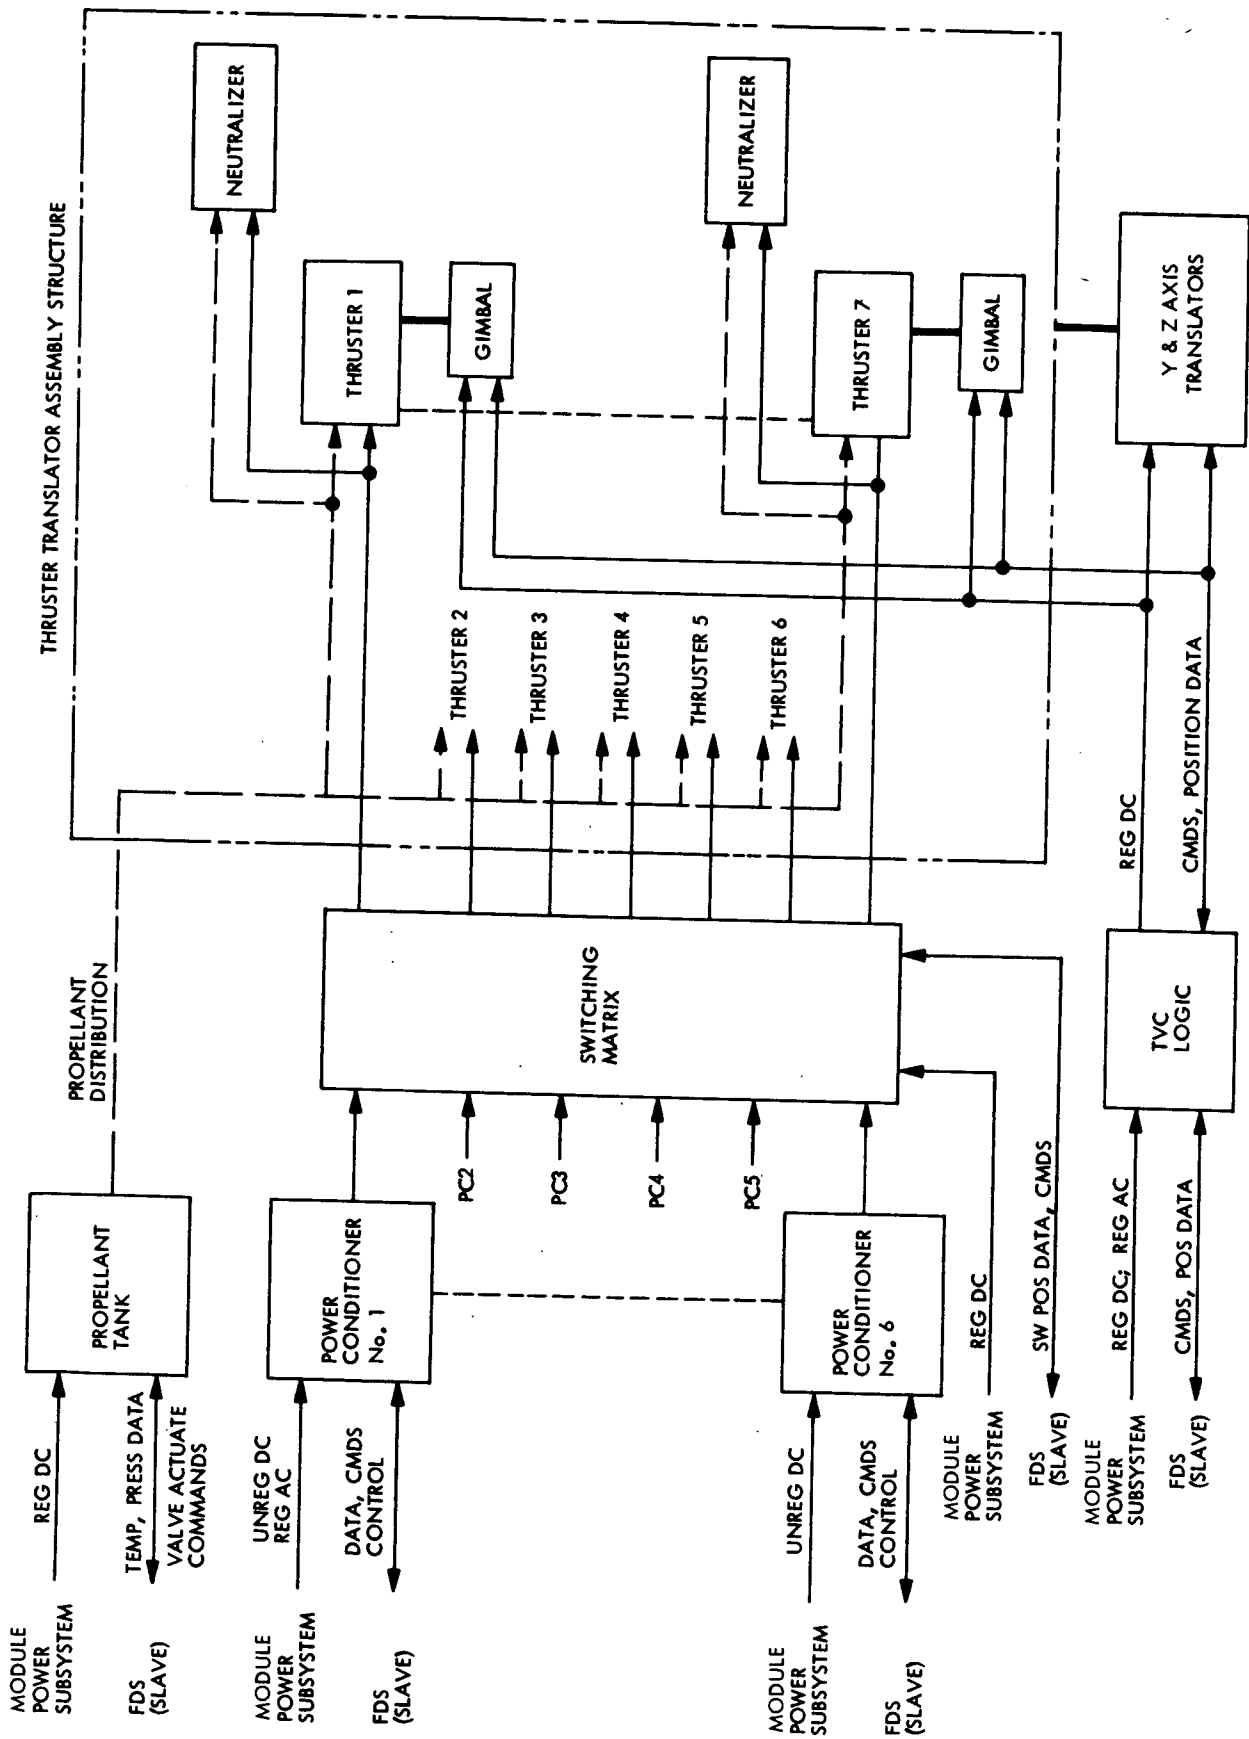 THRUSTER TRANSLATOR ASSEMBLY STRUCTURE
NEUTRALIZER
THRUSTER 1
GIMBAL
NEUTRALIZER
THRUSTER 7
GIMBAL
Y & Z AXIS
TRANSLATORS
THRUSTER 2
THRUSTER 3
THRUSTER 4
THRUSTER 5
THRUSTER 6
REG DC
CMDS, POSITION DATA
PROPELLANT
DISTRIBUTION
SWITCHING
MATRIX
TVC
LOGIC
PROPELLANT
TANK
PC2
PC3
PC4
PC5
POWER
CONDITIONER
No. 1
POWER
CONDITIONER
No. 6
REG DC
SW POS DATA, CMDS
REG DC; REG AC
CMDS, POS DATA
REG DC
TEMP, PRESS DATA
VALVE ACTUATE
COMMANDS
UNREG DC
REG AC
DATA, CMDS
CONTROL
UNREG DC
DATA, CMDS
CONTROL
MODULE
POWER
SUBSYSTEM
FDS
(SLAVE)
MODULE
POWER
SUBSYSTEM
FDS
(SLAVE)
MODULE
POWER
SUBSYSTEM
FDS
(SLAVE)
MODULE
POWER
SUBSYSTEM
FDS
(SLAVE)
MODULE
POWER
SUBSYSTEM
FDS
(SLAVE)